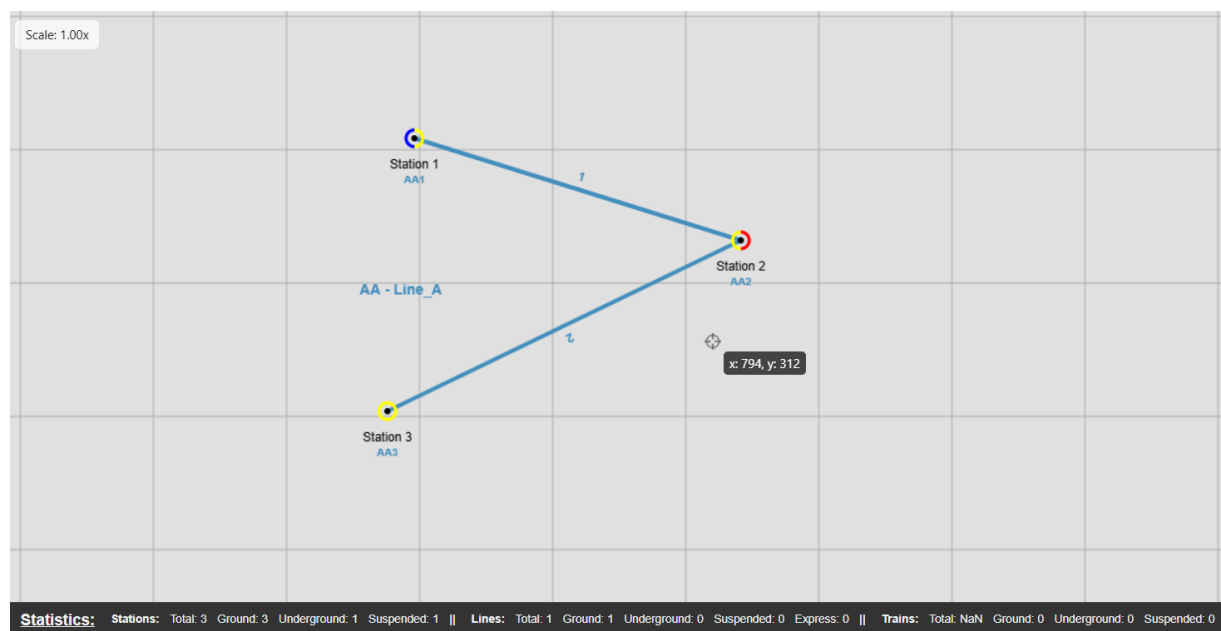 Scale: 1.00x
Station 1
AA1
1
Station 2
AA2
AA - Line_A
2
x: 794, y: 312
Station 3
AA3
Statistics: Stations: Total: 3 Ground: 3 Underground: 1 Suspended: 1 || Lines: Total: 1 Ground: 1 Underground: 0 Suspended: 0 Express: 0 || Trains: Total: NaN Ground: 0 Underground: 0 Suspended: 0